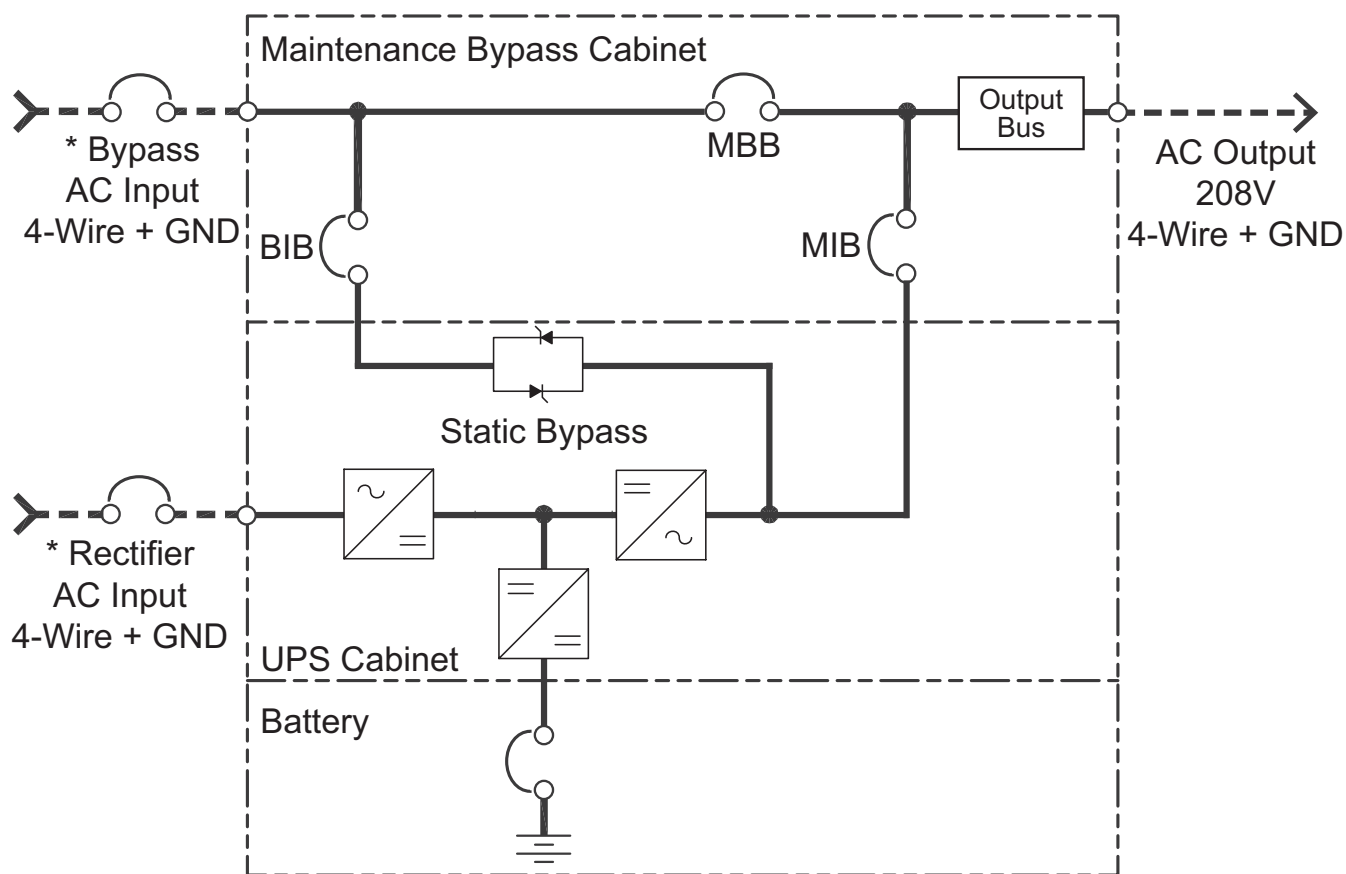 Maintenance Bypass Cabinet
* Bypass
AC Input
4-Wire + GND
MBB
Output
Bus
AC Output
208V
4-Wire + GND
BIB
MIB
Static Bypass
* Rectifier
AC Input
4-Wire + GND
UPS Cabinet
Battery